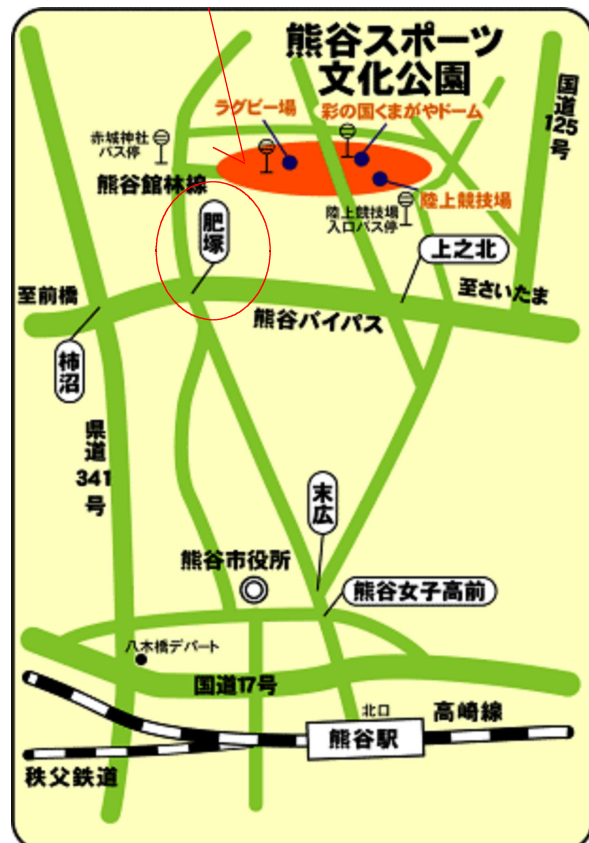 熊谷スポーツ
文化公園
国道125号
ラグビー場
彩の国くまがやドーム
赤城神社
バス停
熊谷館林線
陸上競技場
陸上競技場
入口バス停
肥塚
上之北
至前橋
至さいたま
熊谷バイパス
柿沼
県道341号
末広
熊谷市役所
熊谷女子高前
八木橋デパート
国道17号
北口
高崎線
熊谷駅
秩父鉄道